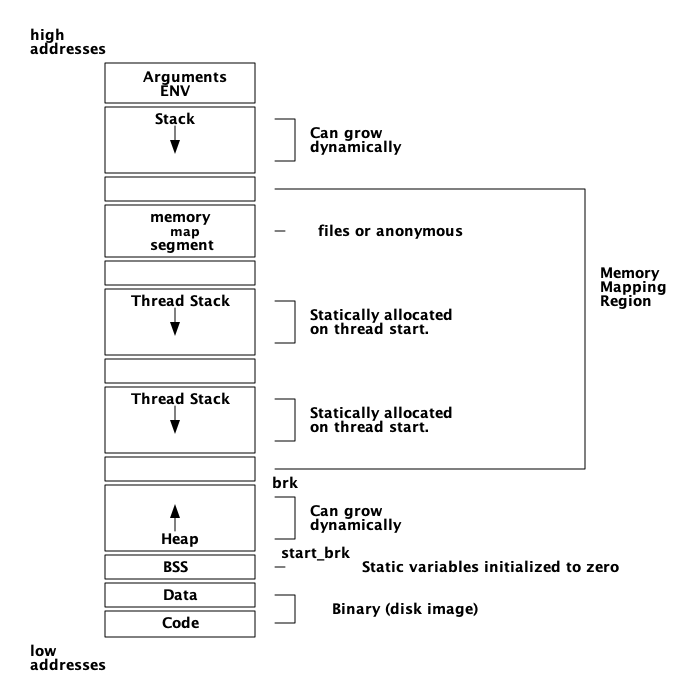 high
addresses
Arguments
ENV
Stack
Can grow
dynamically
memory
map
segment
files or anonymous
Memory
Mapping
Region
Thread Stack
Statically allocated
on thread start.
Thread Stack
Statically allocated
on thread start.
brk
Can grow
dynamically
Heap
start_brk
BSS
Static variables initialized to zero
Data
Binary (disk image)
Code
low
addresses